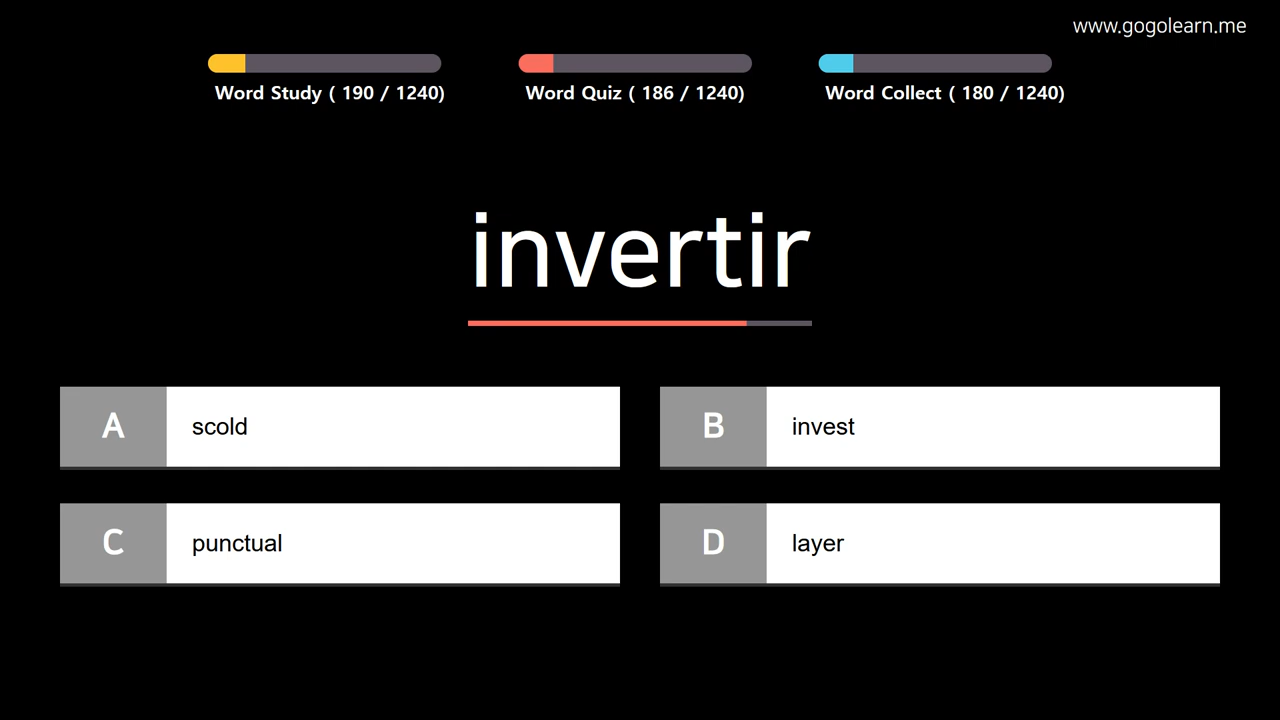 www.gogolearn.me
Word Study ( 190 / 1240)
Word Quiz ( 186 / 1240)
Word Collect ( 180 / 1240)
invertir
A
scold
B
invest
C
punctual
D
layer